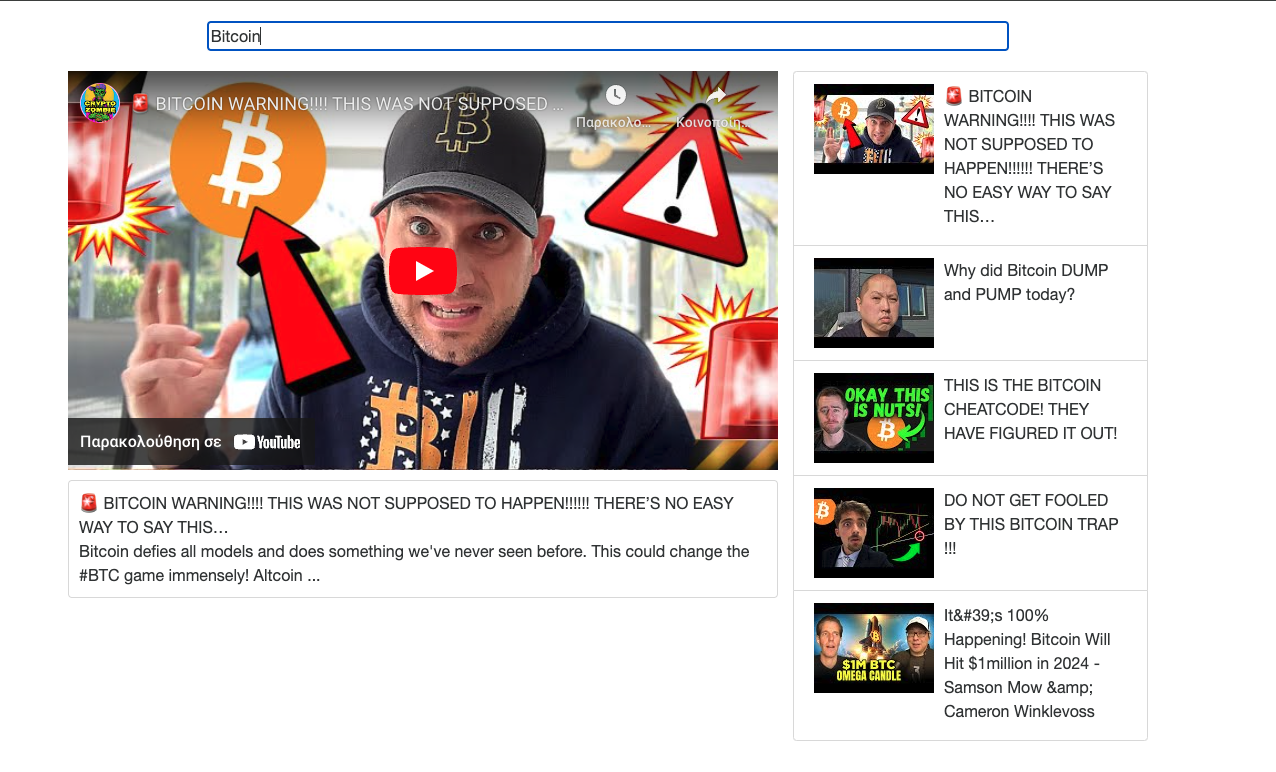 Bitcoin
CRYPTO
ZOMBIE
🚨 BITCOIN WARNING!!!! THIS WAS NOT SUPPOSED ...
Παρακολο...
Κοινοποίη...
Παρακολούθηση σε YouTube
🚨 BITCOIN WARNING!!!! THIS WAS NOT SUPPOSED TO HAPPEN!!!!!! THERE’S NO EASY
WAY TO SAY THIS…
Bitcoin defies all models and does something we've never seen before. This could change the
#BTC game immensely! Altcoin ...
🚨 BITCOIN
WARNING!!!! THIS WAS
NOT SUPPOSED TO
HAPPEN!!!!!! THERE’S
NO EASY WAY TO SAY
THIS…
Why did Bitcoin DUMP
and PUMP today?
OKAY THIS
IS NUTS!
THIS IS THE BITCOIN
CHEATCODE! THEY
HAVE FIGURED IT OUT!
DO NOT GET FOOLED
BY THIS BITCOIN TRAP
!!!
$1M BTC
OMEGA CANDLE
It&#39;s 100%
Happening! Bitcoin Will
Hit $1million in 2024 -
Samson Mow &amp;
Cameron Winklevoss